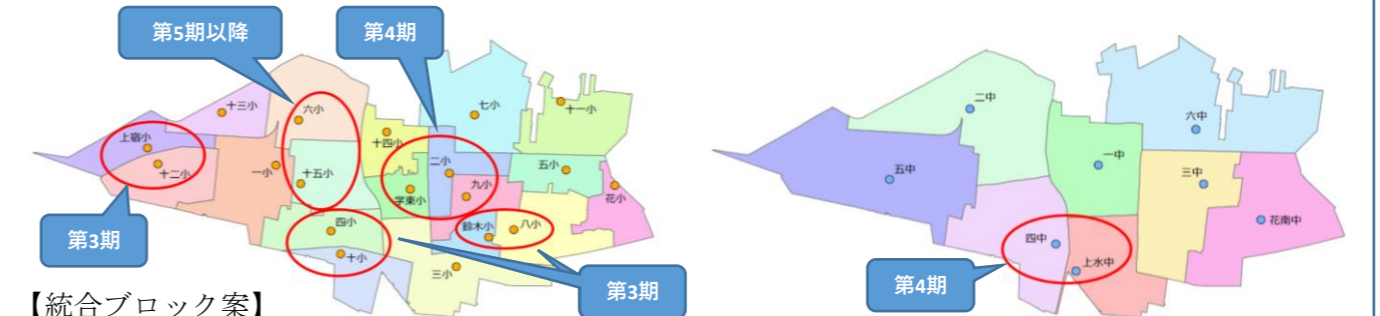 第5期以降
第4期
十三小
六小
七小
十一小
上宿小
十四小
十二小
一小
十五小
二小
五小
学東小
九小
花小
四小
鈴木小
八小
十小
三小
第3期
第3期
【統合ブロック案】
二中
六中
一中
五中
三中
四中
花南中
上水中
第4期